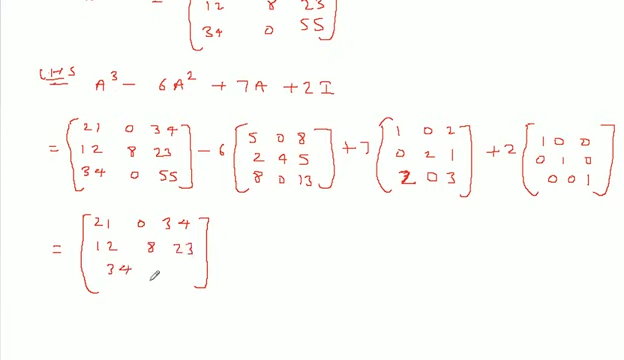 12 8 23
34 0 55
LHS A³ - 6A² + 7A + 2I
21 0 34 5 0 8 1 0 2 1 0 0
= 12 8 23 - 6 2 4 5 + 7 0 2 1 + 2 0 1 0
34 0 55 8 0 13 2 0 3 0 0 1
21 0 34
= 12 8 23
34